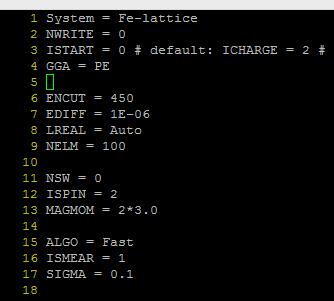 1 System = Fe-lattice
2 NWRITE = 0
3 ISTART = 0 # default: ICHARGE = 2 #
4 GGA = PE
5
6 ENCUT = 450
7 EDIFF = 1E-06
8 LREAL = Auto
9 NELM = 100
10
11 NSW = 0
12 ISPIN = 2
13 MAGMOM = 2*3.0
14
15 ALGO = Fast
16 ISMEAR = 1
17 SIGMA = 0.1
18